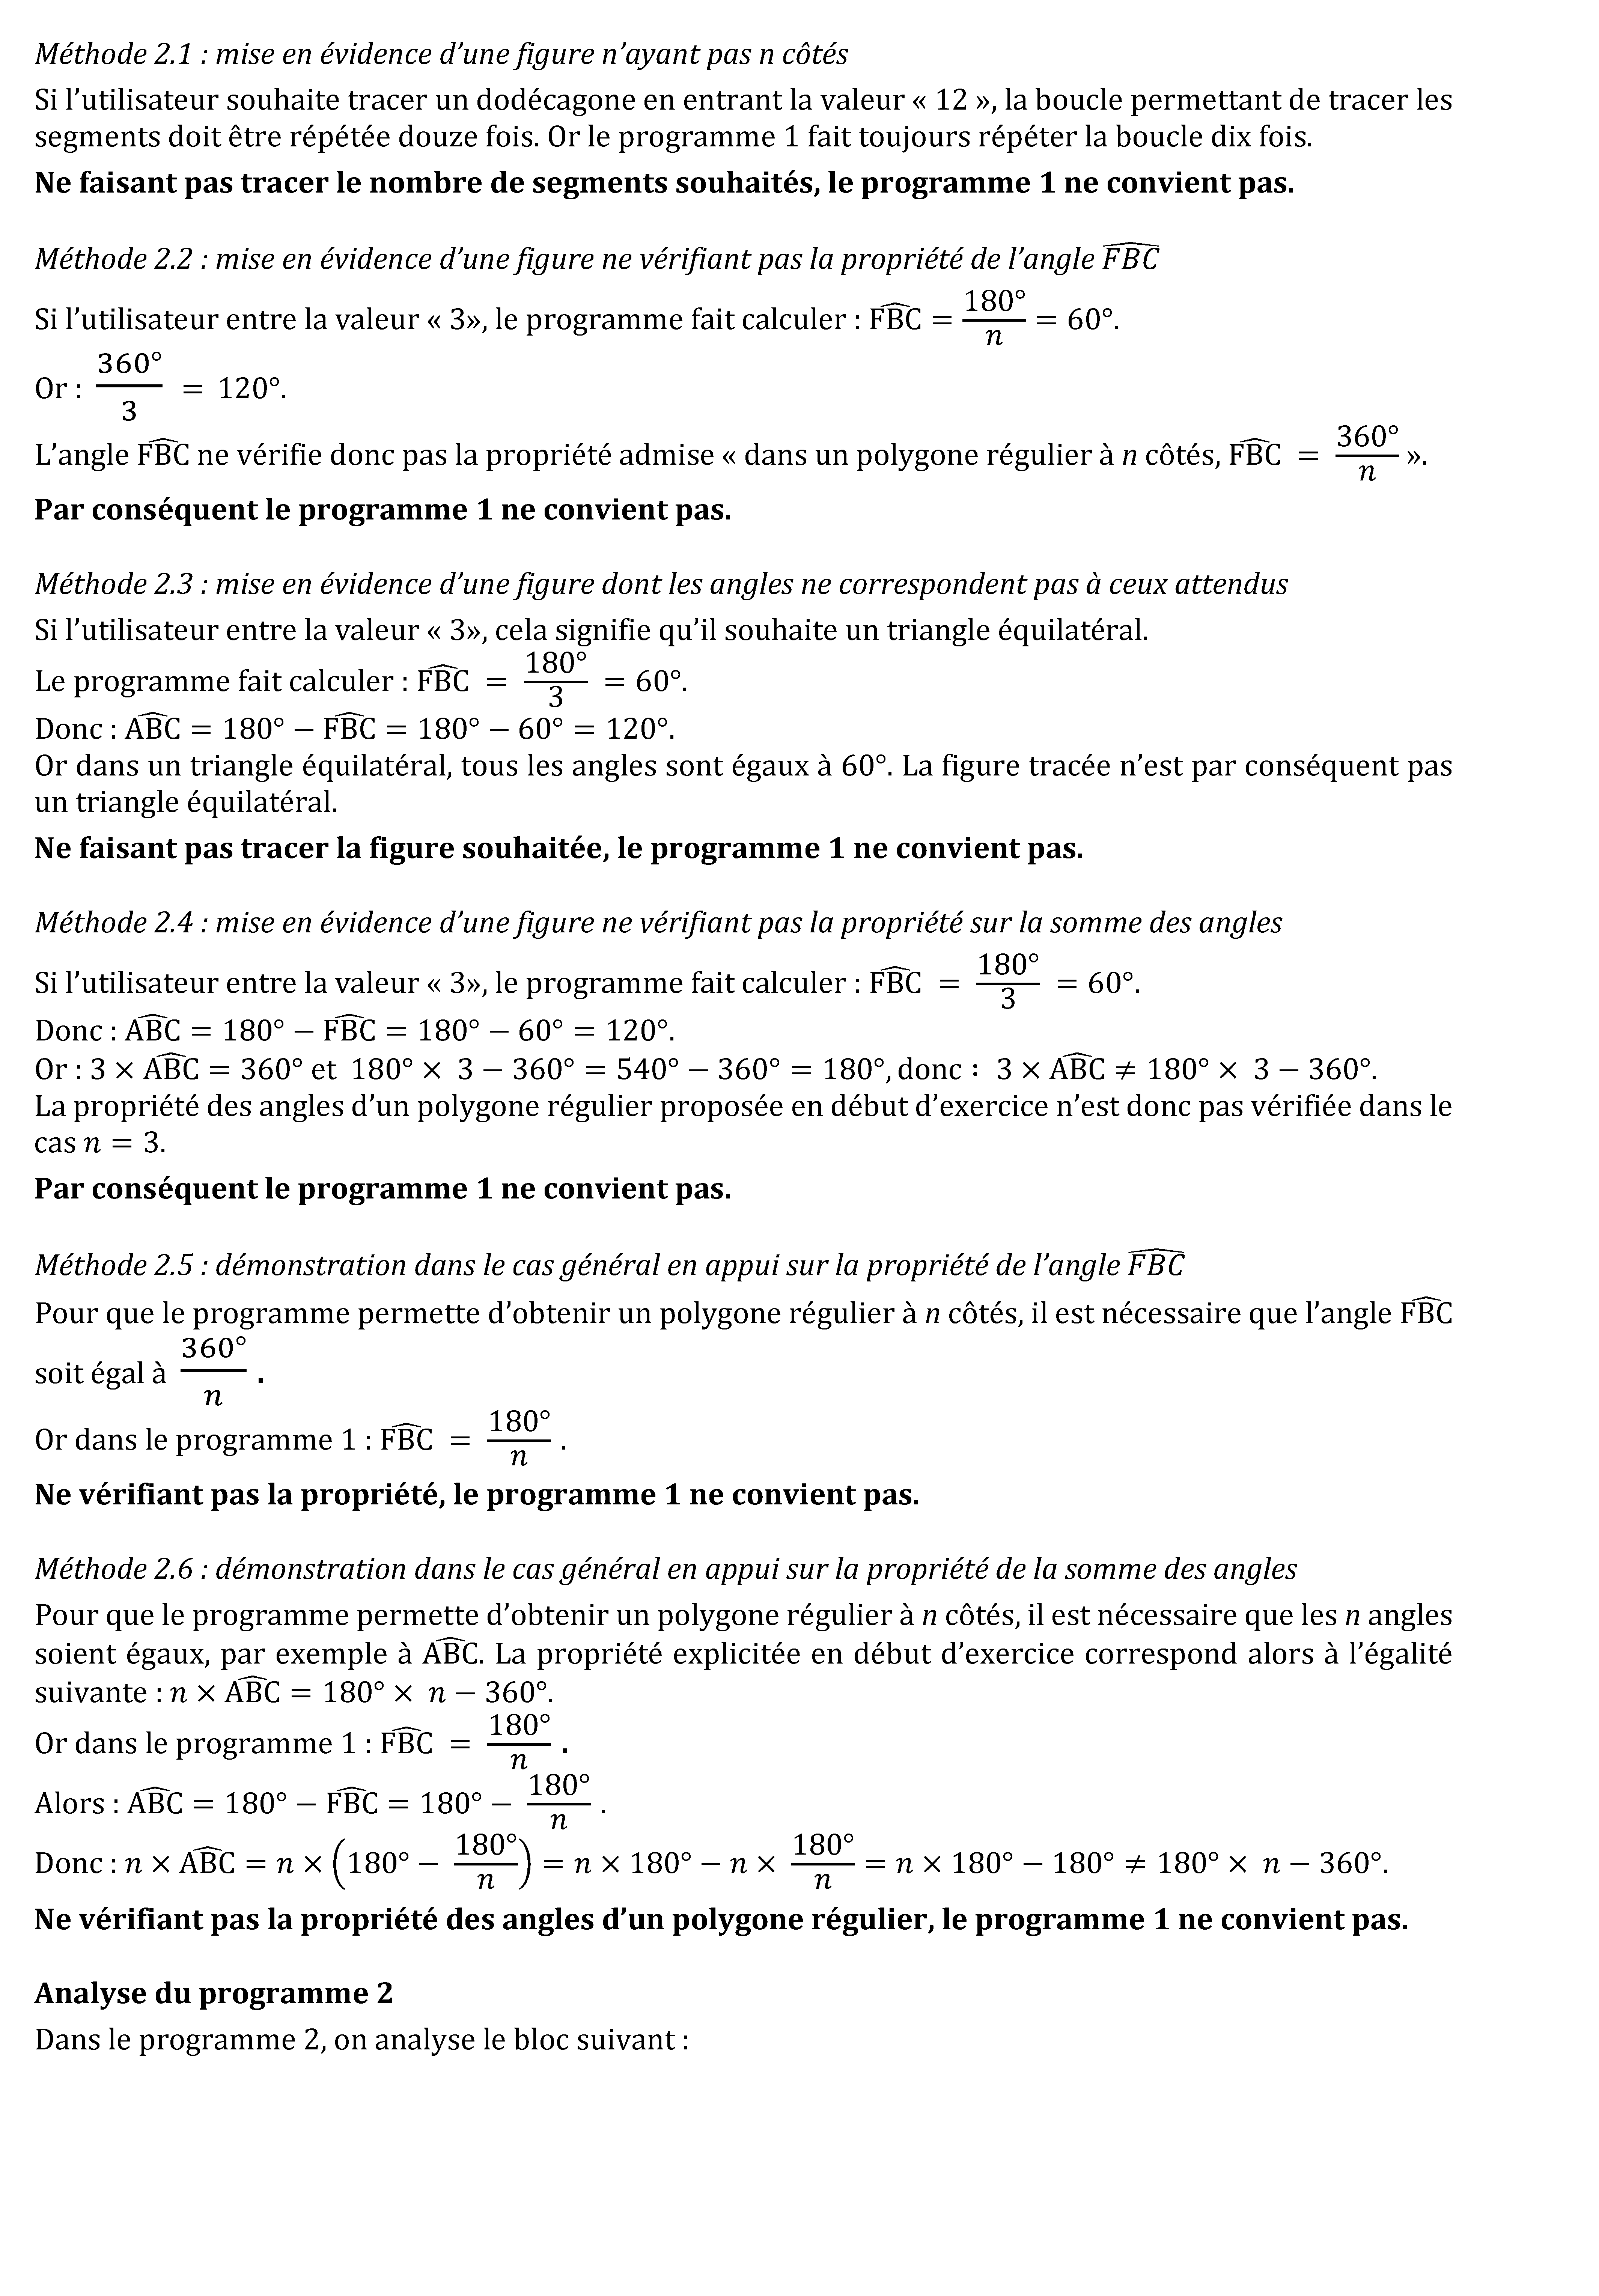 Méthode 2.1 : mise en évidence d’une figure n’ayant pas n côtés
Si l’utilisateur souhaite tracer un dodécagone en entrant la valeur « 12 », la boucle permettant de tracer les
segments doit être répétée douze fois. Or le programme 1 fait toujours répéter la boucle dix fois.
Ne faisant pas tracer le nombre de segments souhaités, le programme 1 ne convient pas.
Méthode 2.2 : mise en évidence d’une figure ne vérifiant pas la propriété de l’angle \widehat{FBC}
Si l’utilisateur entre la valeur « 3», le programme fait calculer : \widehat{FBC} = \frac{180°}{n} = 60°.
Or : \frac{360°}{3} = 120°.
L’angle \widehat{FBC} ne vérifie donc pas la propriété admise « dans un polygone régulier à n côtés, \widehat{FBC} = \frac{360°}{n} ».
Par conséquent le programme 1 ne convient pas.
Méthode 2.3 : mise en évidence d’une figure dont les angles ne correspondent pas à ceux attendus
Si l’utilisateur entre la valeur « 3», cela signifie qu’il souhaite un triangle équilatéral.
Le programme fait calculer : \widehat{FBC} = \frac{180°}{3} = 60°.
Donc : \widehat{ABC} = 180° − \widehat{FBC} = 180° − 60° = 120°.
Or dans un triangle équilatéral, tous les angles sont égaux à 60°. La figure tracée n’est par conséquent pas
un triangle équilatéral.
Ne faisant pas tracer la figure souhaitée, le programme 1 ne convient pas.
Méthode 2.4 : mise en évidence d’une figure ne vérifiant pas la propriété sur la somme des angles
Si l’utilisateur entre la valeur « 3», le programme fait calculer : \widehat{FBC} = \frac{180°}{3} = 60°.
Donc : \widehat{ABC} = 180° − \widehat{FBC} = 180° − 60° = 120°.
Or : 3 × \widehat{ABC} = 360° et 180° × 3 − 360° = 540° − 360° = 180°, donc : 3 × \widehat{ABC} ≠ 180° × 3 − 360°.
La propriété des angles d’un polygone régulier proposée en début d’exercice n’est donc pas vérifiée dans le
cas n = 3.
Par conséquent le programme 1 ne convient pas.
Méthode 2.5 : démonstration dans le cas général en appui sur la propriété de l’angle \widehat{FBC}
Pour que le programme permette d’obtenir un polygone régulier à n côtés, il est nécessaire que l’angle \widehat{FBC}
soit égal à \frac{360°}{n} .
Or dans le programme 1 : \widehat{FBC} = \frac{180°}{n} .
Ne vérifiant pas la propriété, le programme 1 ne convient pas.
Méthode 2.6 : démonstration dans le cas général en appui sur la propriété de la somme des angles
Pour que le programme permette d’obtenir un polygone régulier à n côtés, il est nécessaire que les n angles
soient égaux, par exemple à \widehat{ABC}. La propriété explicitée en début d’exercice correspond alors à l’égalité
suivante : n × \widehat{ABC} = 180° × n − 360°.
Or dans le programme 1 : \widehat{FBC} = \frac{180°}{n} .
Alors : \widehat{ABC} = 180° − \widehat{FBC} = 180° − \frac{180°}{n} .
Donc : n × \widehat{ABC} = n × (180° − \frac{180°}{n}) = n × 180° − n × \frac{180°}{n} = n × 180° − 180° ≠ 180° × n − 360°.
Ne vérifiant pas la propriété des angles d’un polygone régulier, le programme 1 ne convient pas.
Analyse du programme 2
Dans le programme 2, on analyse le bloc suivant :